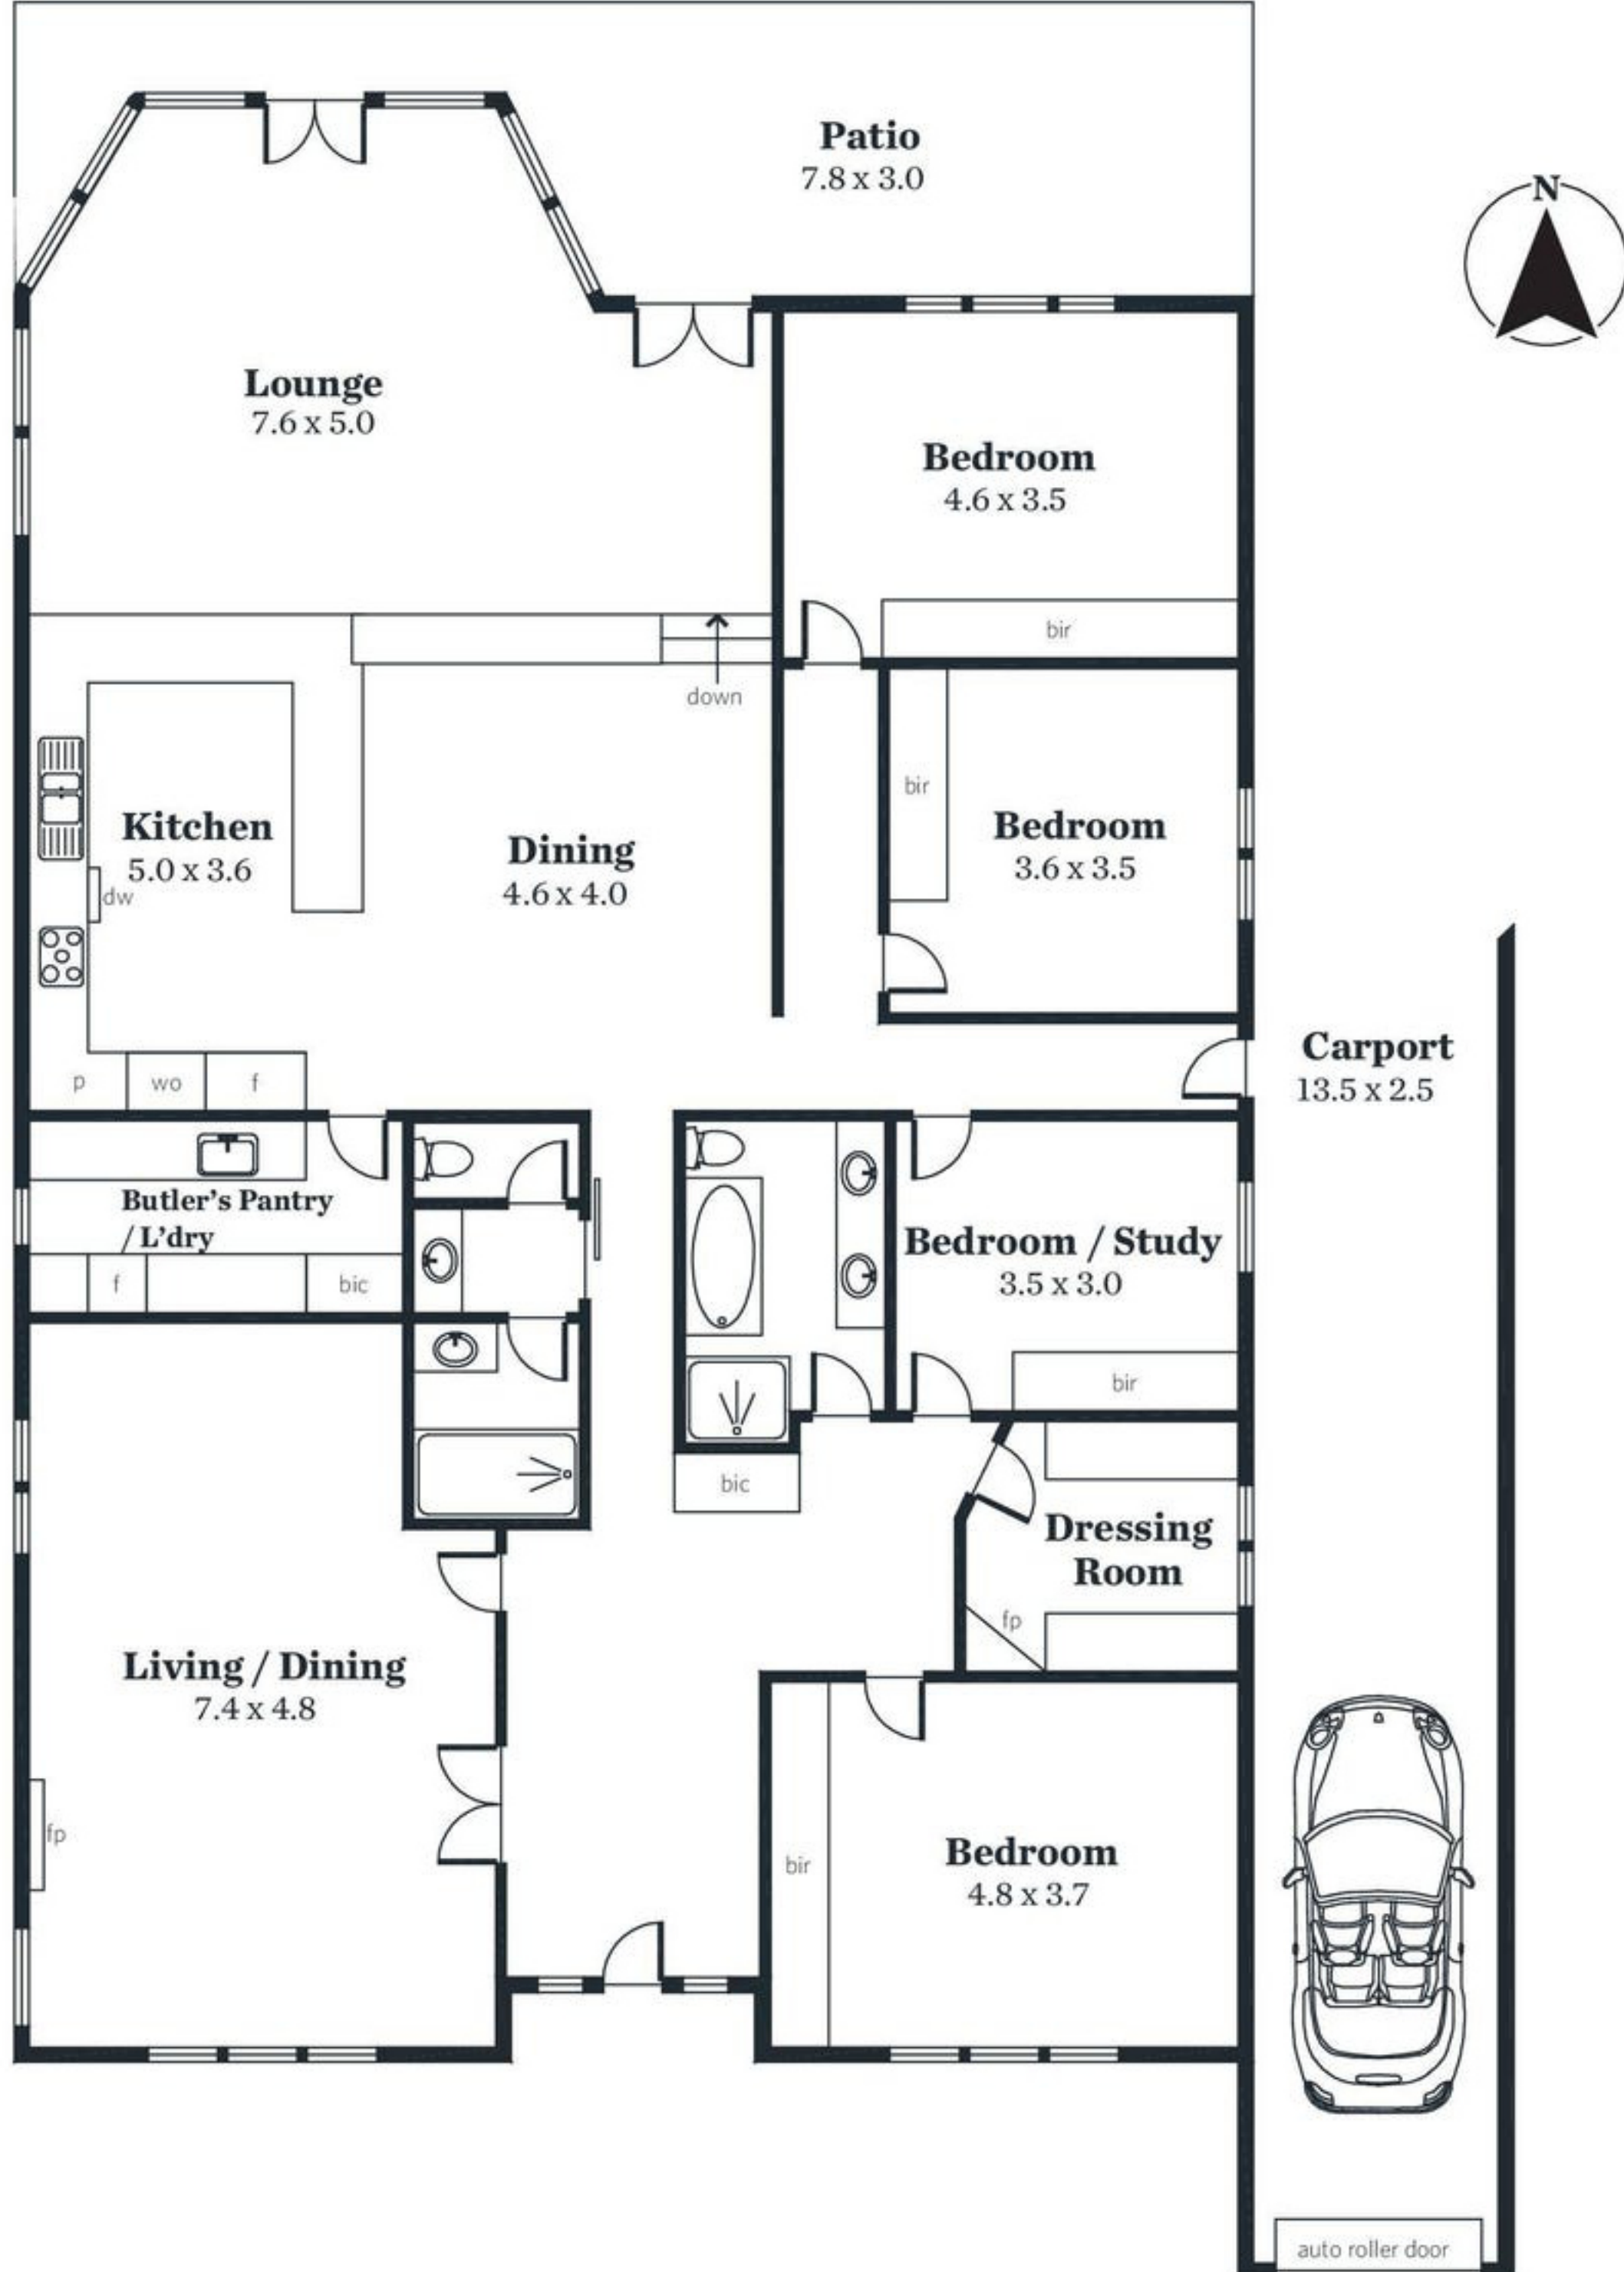 Patio
7.8 x 3.0
N
Lounge
7.6 x 5.0
Bedroom
4.6 x 3.5
bir
down
bir
Kitchen
5.0 x 3.6
dw
Dining
4.6 x 4.0
Bedroom
3.6 x 3.5
Carport
13.5 x 2.5
p
wo
f
Butler's Pantry
/ L'dry
f
bic
Bedroom / Study
3.5 x 3.0
bir
bic
Dressing
Room
fp
Living / Dining
7.4 x 4.8
fp
bir
Bedroom
4.8 x 3.7
auto roller door